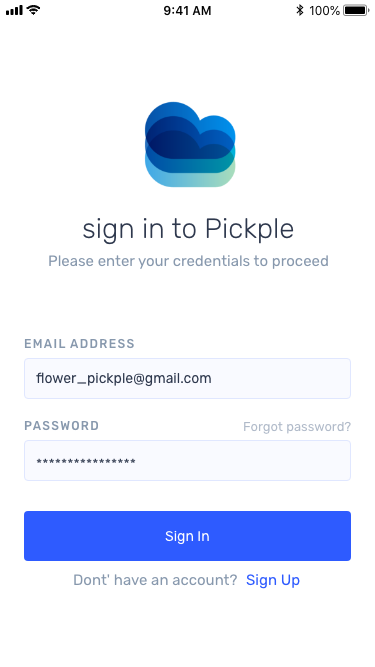 9:41 AM 100%
sign in to Pickple
Please enter your credentials to proceed
EMAIL ADDRESS
flower_pickple@gmail.com
PASSWORD Forgot password?
****************
Sign In
Dont' have an account? Sign Up